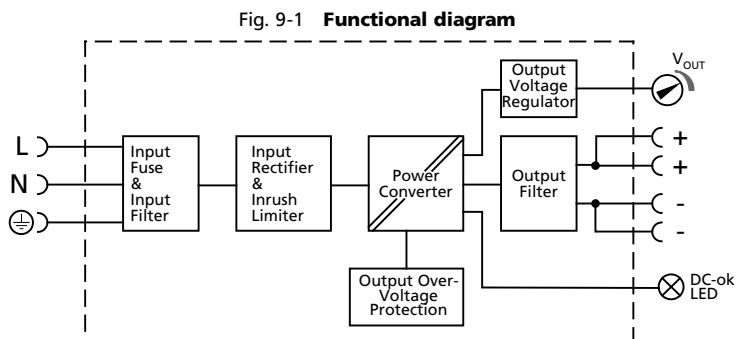 Fig. 9-1 Functional diagram
V_OUT
Output
Voltage
Regulator
L
N
Input
Fuse
&
Input
Filter
Input
Rectifier
&
Inrush
Limiter
Power
Converter
Output
Filter
+
+
-
-
Output Over-
Voltage
Protection
DC-ok
LED